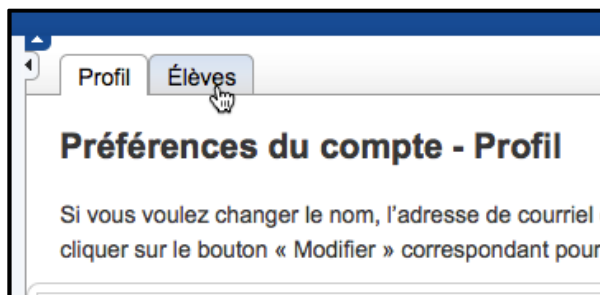 Profil Élèves
Préférences du compte - Profil
Si vous voulez changer le nom, l'adresse de courriel
cliquer sur le bouton « Modifier » correspondant pour